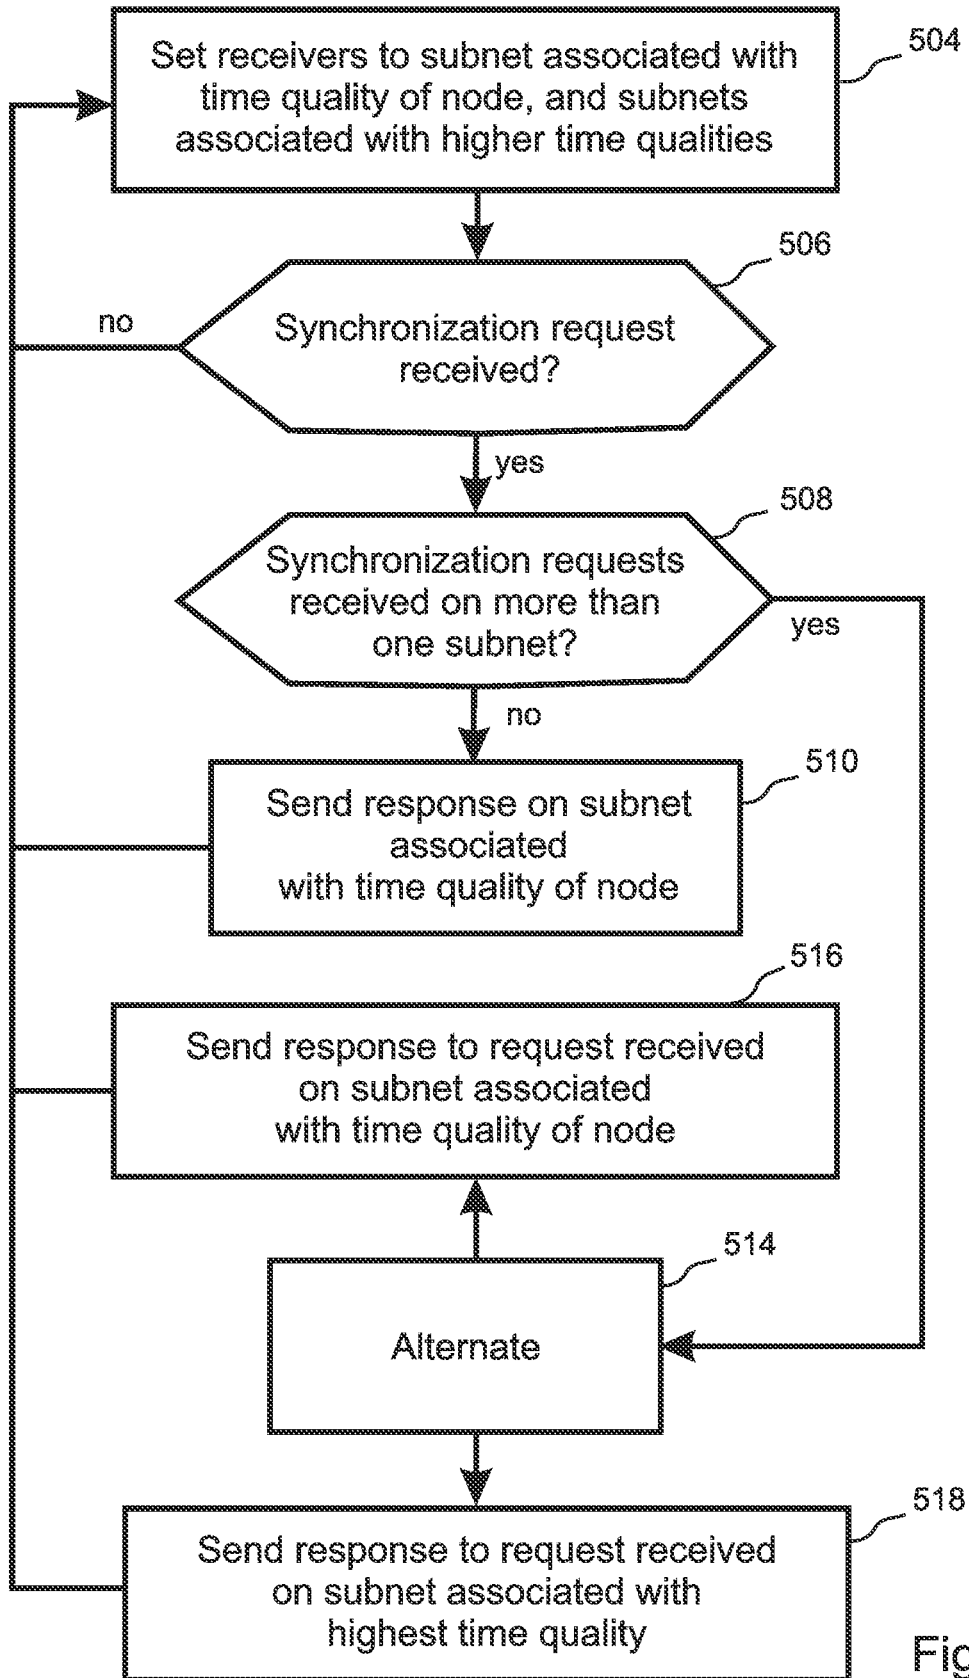 504
Set receivers to subnet associated with
time quality of node, and subnets
associated with higher time qualities
506
no
Synchronization request
received?
yes
508
Synchronization requests
received on more than
one subnet?
yes
no
510
Send response on subnet
associated
with time quality of node
516
Send response to request received
on subnet associated
with time quality of node
514
Alternate
518
Send response to request received
on subnet associated with
highest time quality
Fig